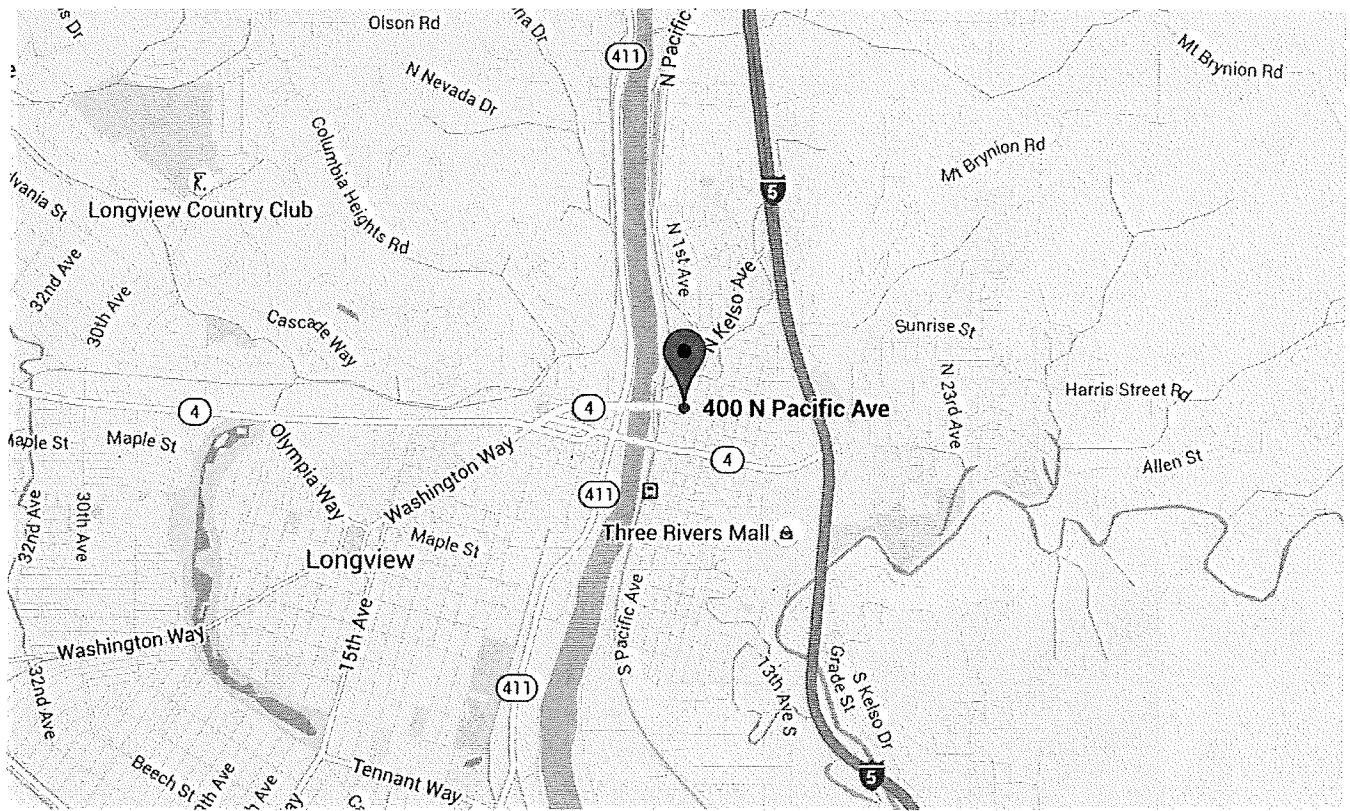 Olson Rd
411
N Nevada Dr
N Pacific
Mt Brynion Rd
Mt Brynion Rd
5
Columbia Heights Rd
Longview Country Club
32nd Ave
30th Ave
Cascade Way
N 1st Ave
N Kelso Ave
Sunrise St
N 23rd Ave
Harris Street Rd
4
4
400 N Pacific Ave
4
Maple St
Maple St
Olympia Way
Washington Way
Allen St
32nd Ave
30th Ave
411
Three Rivers Mall
Maple St
Longview
Washington Way
15th Ave
S Pacific Ave
32nd Ave
411
13th Ave S
Grade St
S Kelso Dr
5
Beech St
Tennant Way